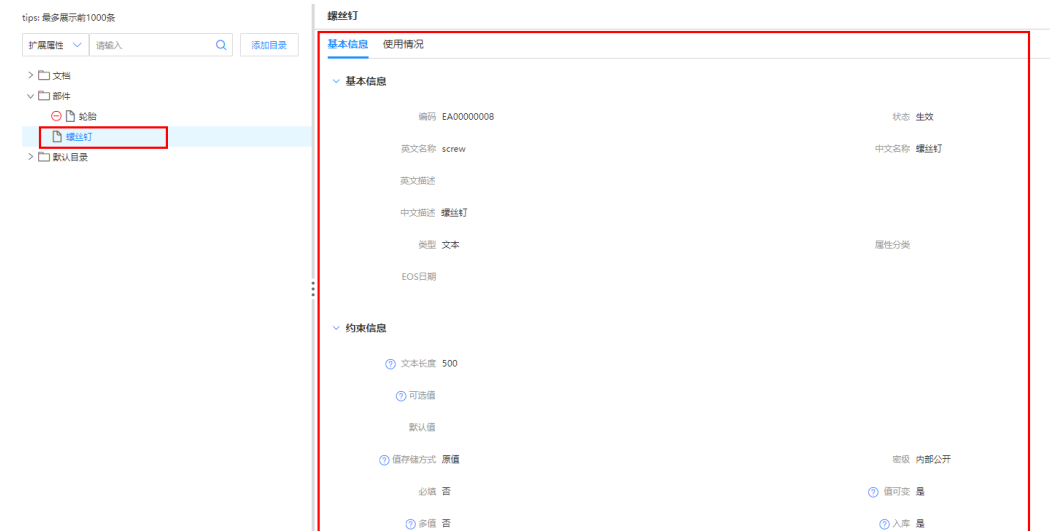 tips: 最多展示前1000条
扩展属性 请输入 添加目录
文档
部件
轮胎
螺丝钉
默认目录
螺丝钉
基本信息 使用情况
基本信息
编码 EA00000008 状态 生效
英文名称 screw 中文名称 螺丝钉
英文描述
中文描述 螺丝钉
类型 文本 属性分类
EOS日期
约束信息
文本长度 500
可选值
默认值
值存储方式 原值 密级 内部公开
必填 否 值可变 是
多值 否 入库 是